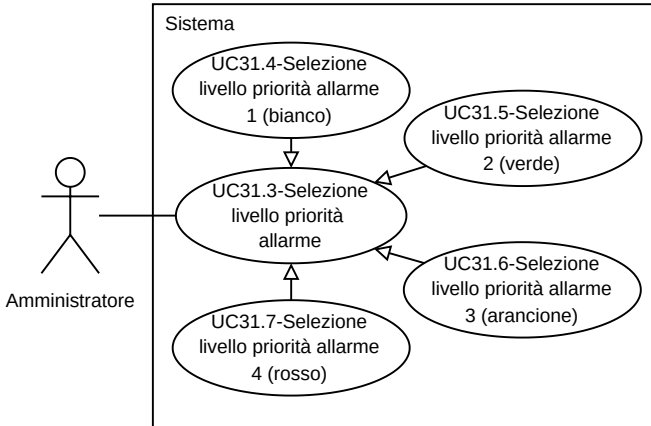 Sistema
UC31.4-Selezione
livello priorità allarme
1 (bianco)
UC31.5-Selezione
livello priorità allarme
2 (verde)
UC31.3-Selezione
livello priorità
allarme
UC31.6-Selezione
livello priorità allarme
3 (arancione)
Amministratore
UC31.7-Selezione
livello priorità allarme
4 (rosso)